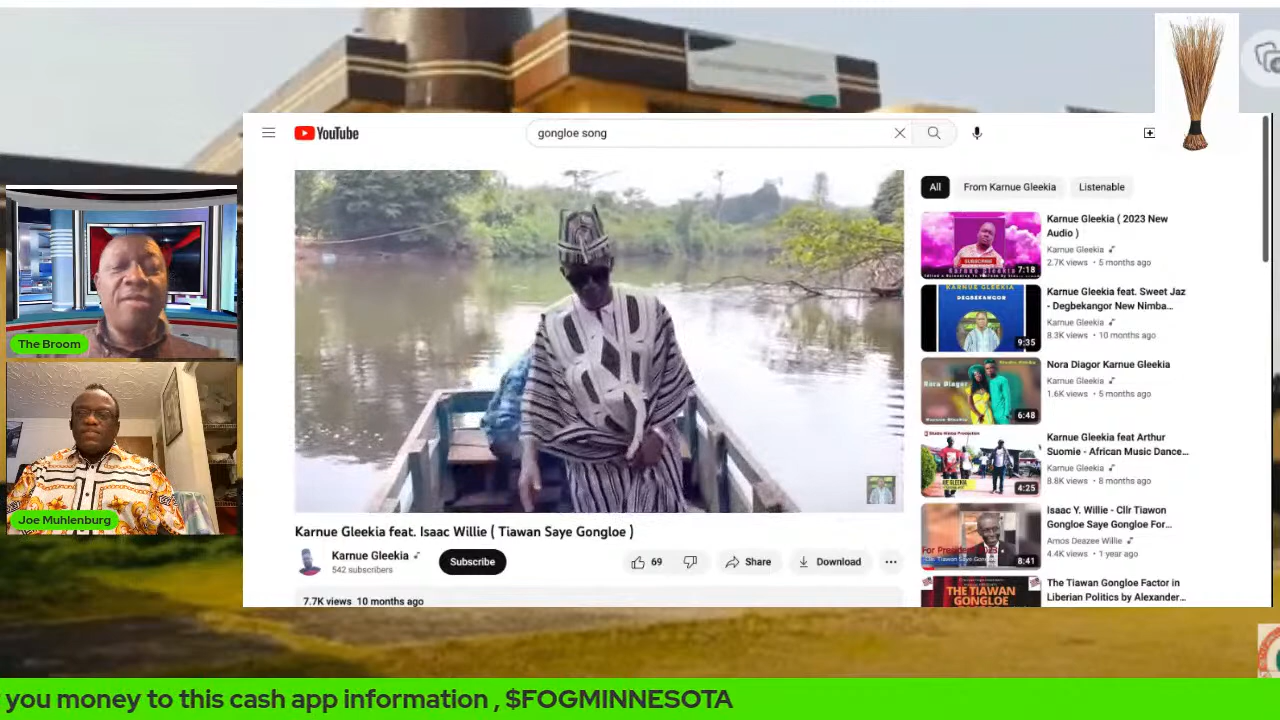 YouTube
gongloe song
All
From Karnue Gleekia
Listenable
Karnue Gleekia ( 2023 New
Audio )
Karnue Gleekia
2.7K views • 5 months ago
SUBSCRIBE
7:18
Karnue Gleekia feat. Sweet Jaz
- Degbekangor New Nimba...
Karnue Gleekia
8.3K views • 10 months ago
KARNUE GLEEKIA
DEGBEKANGOR
9:35
Nora Diagor Karnue Gleekia
Karnue Gleekia
1.6K views • 5 months ago
Nora Diagor
6:48
Karnue Gleekia feat Arthur
Suomie - African Music Dance...
Karnue Gleekia
8.8K views • 8 months ago
4:25
Isaac Y. Willie - Cllr Tiawon
Gongloe Saye Gongloe For...
Amos Deazee Willie
4.4K views • 1 year ago
8:41
The Tiawan Gongloe Factor in
Liberian Politics by Alexander...
THE TIAWAN
GONGLOE
The Broom
Joe Muhlenburg
Karnue Gleekia feat. Isaac Willie ( Tiawan Saye Gongloe )
Karnue Gleekia
542 subscribers
Subscribe
69
Share
Download
7.7K views 10 months ago
you money to this cash app information , $FOGMINNESOTA